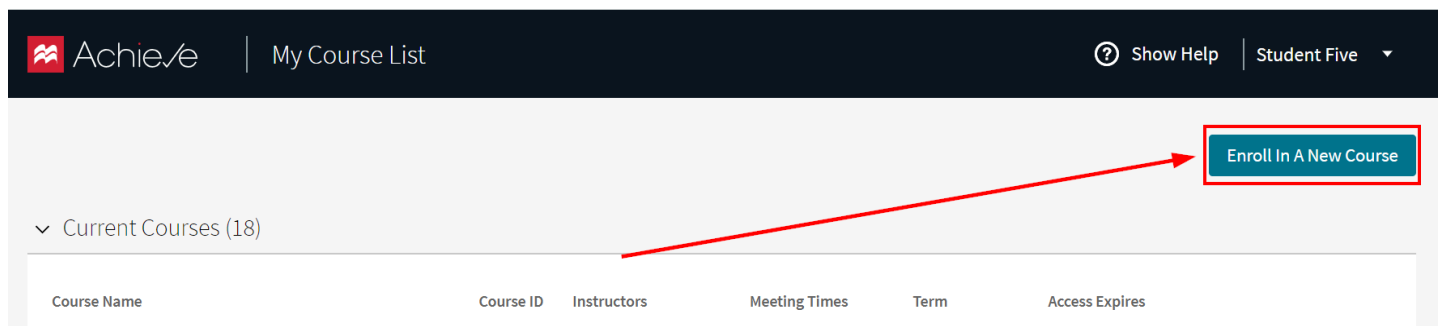 Achieve My Course List Show Help Student Five
Enroll In A New Course
Current Courses (18)
Course Name Course ID Instructors Meeting Times Term Access Expires